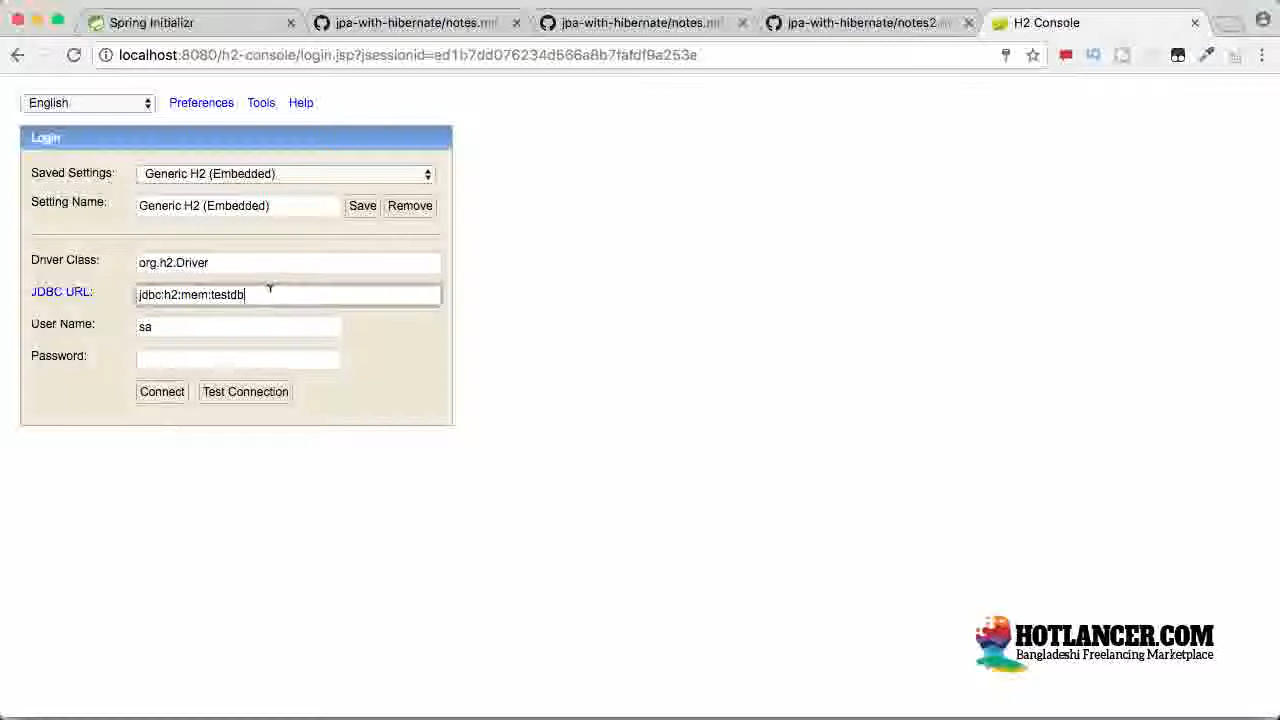 Spring Initializr
jpa-with-hibernate/notes.md
jpa-with-hibernate/notes.md
jpa-with-hibernate/notes2.
H2 Console
localhost:8080/h2-console/login.jsp?jsessionid=ed1b7dd076234d566a8b7fafdf9a253e
English Preferences Tools Help
Login
Saved Settings: Generic H2 (Embedded)
Setting Name: Generic H2 (Embedded) Save Remove
Driver Class: org.h2.Driver
JDBC URL: jdbc:h2:mem:testdb
User Name: sa
Password:
Connect Test Connection
HOTLANCER.COM
Bangladeshi Freelancing Marketplace